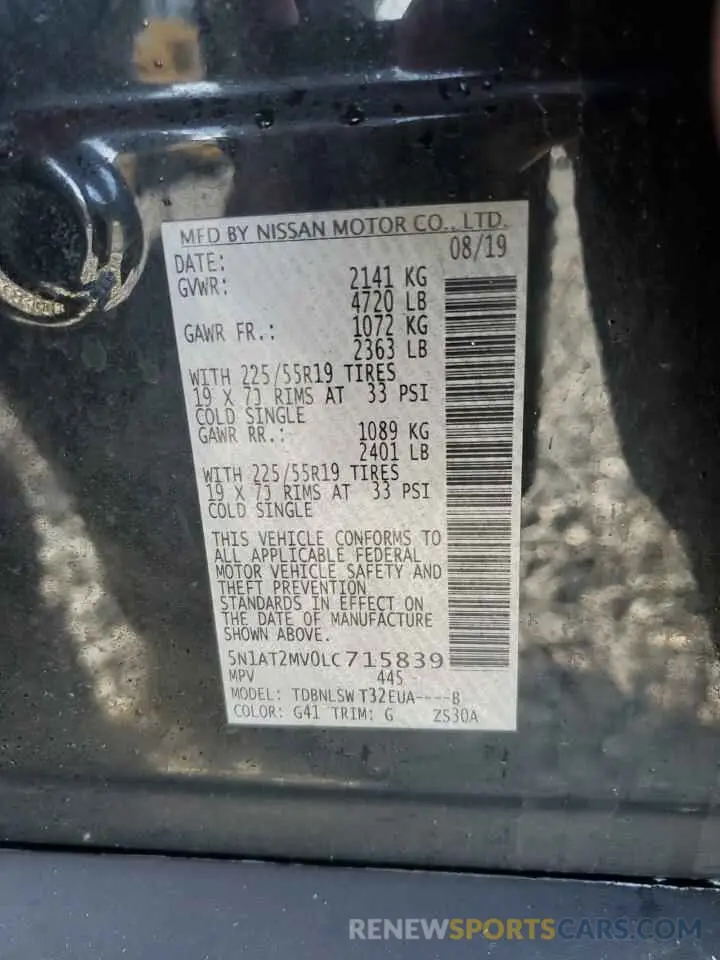 MFD BY NISSAN MOTOR CO., LTD.
DATE: 08/19
GVWR: 2141 KG
4720 LB
GAWR FR.: 1072 KG
2363 LB
WITH 225/55R19 TIRES
19 X 7J RIMS AT 33 PSI
COLD SINGLE
GAWR RR.: 1089 KG
2401 LB
WITH 225/55R19 TIRES
19 X 7J RIMS AT 33 PSI
COLD SINGLE
THIS VEHICLE CONFORMS TO
ALL APPLICABLE FEDERAL
MOTOR VEHICLE SAFETY AND
THEFT PREVENTION
STANDARDS IN EFFECT ON
THE DATE OF MANUFACTURE
SHOWN ABOVE.
5N1AT2MV0LC715839
MPV 445
MODEL: TDBNLSW T32EUA----B
COLOR: G41 TRIM: G ZS30A
RENEWSPORTSCARS.COM